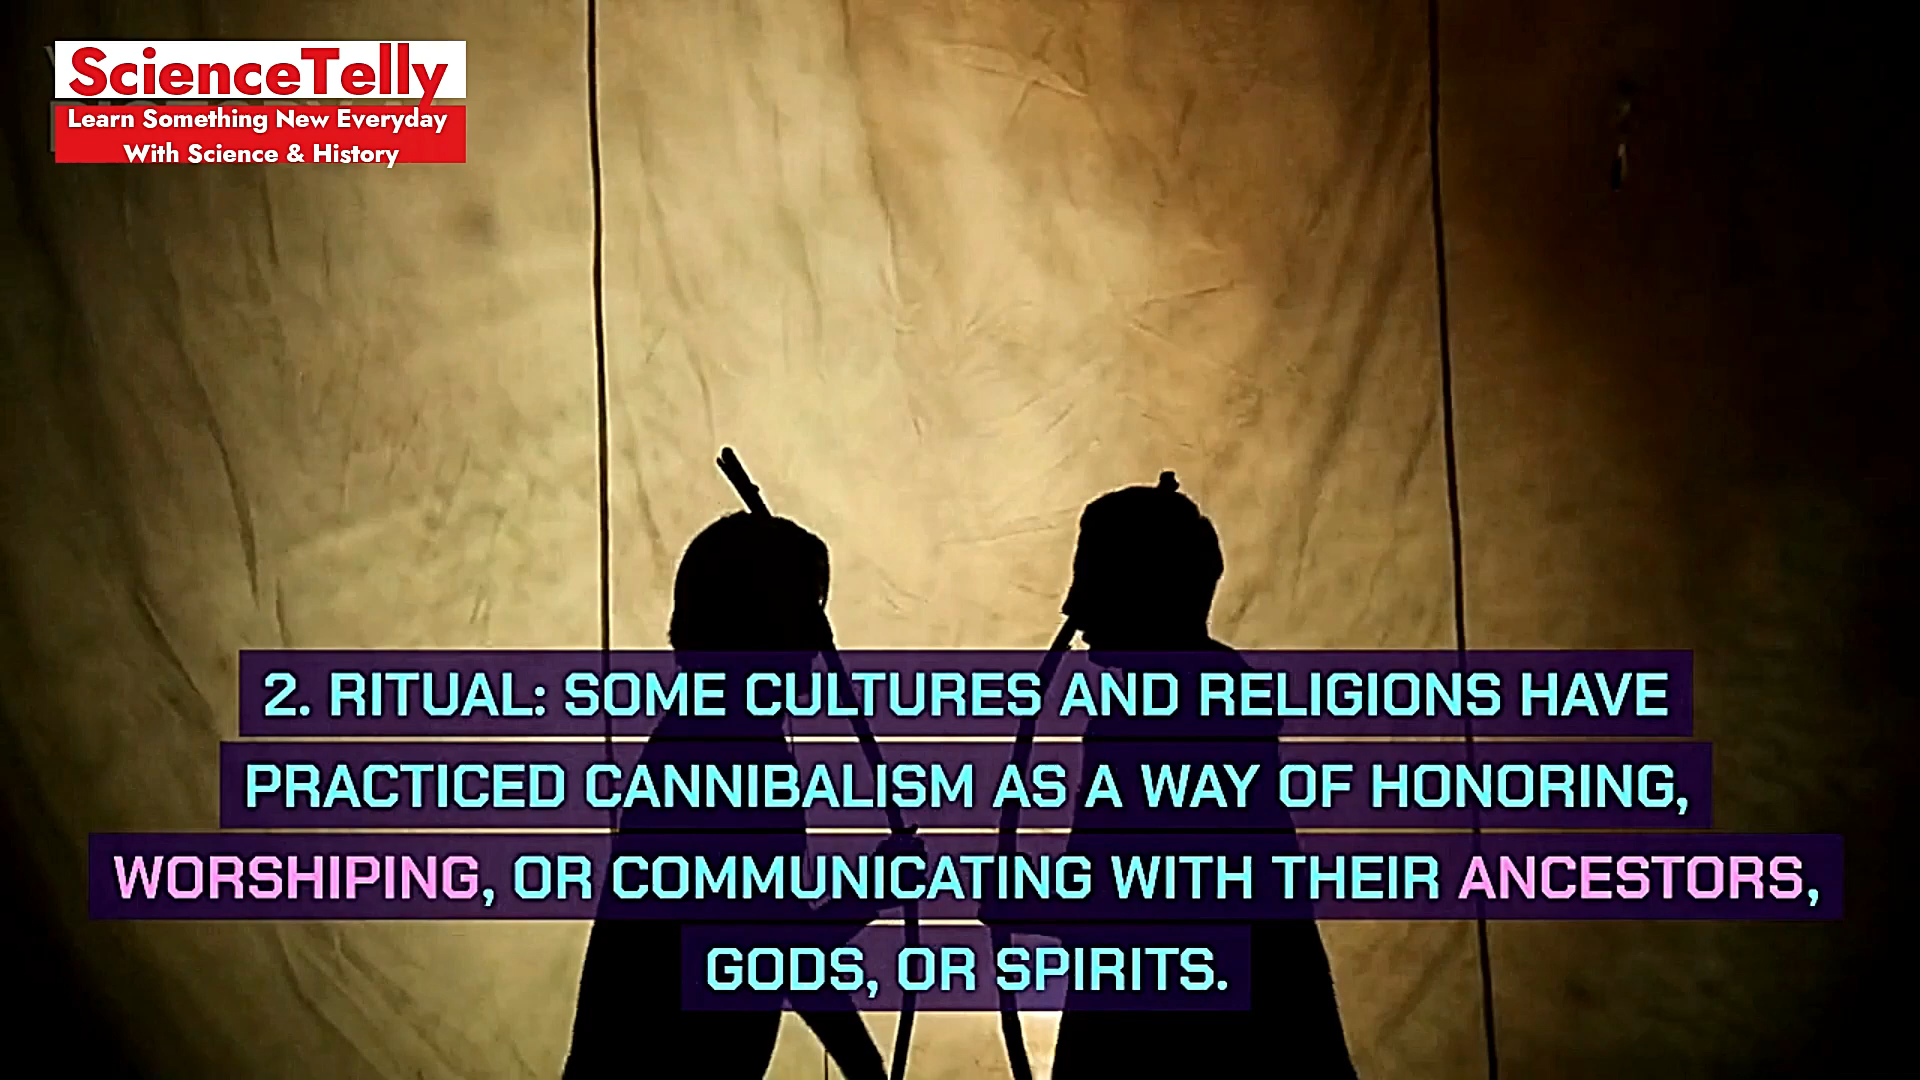 ScienceTelly
Learn Something New Everyday
With Science & History
2. RITUAL: SOME CULTURES AND RELIGIONS HAVE
PRACTICED CANNIBALISM AS A WAY OF HONORING,
WORSHIPING, OR COMMUNICATING WITH THEIR ANCESTORS,
GODS, OR SPIRITS.